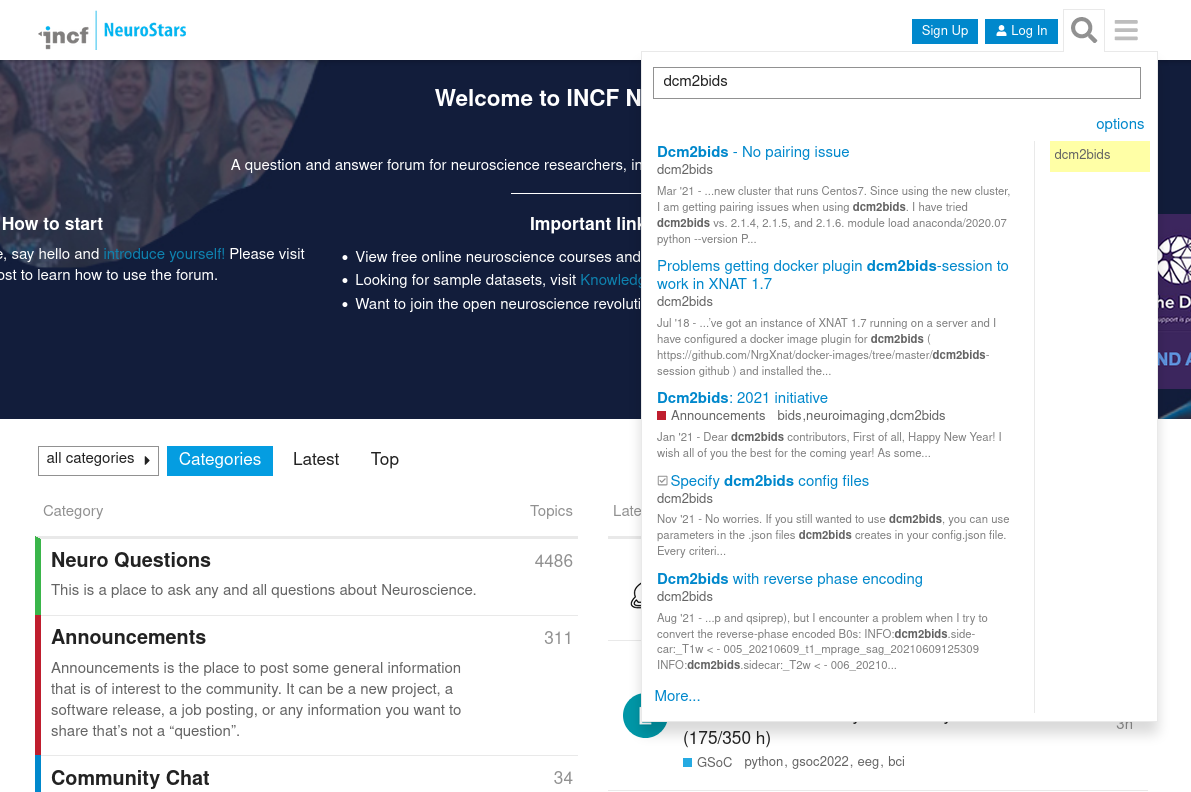 incf NeuroStars
Sign Up
Log In
dcm2bids
options
Dcm2bids - No pairing issue
dcm2bids
Mar '21 - ...new cluster that runs Centos7. Since using the new cluster,
I am getting pairing issues when using dcm2bids. I have tried
dcm2bids vs. 2.1.4, 2.1.5, and 2.1.6. module load anaconda/2020.07
python --version P...
Problems getting docker plugin dcm2bids-session to
work in XNAT 1.7
dcm2bids
Jul '18 - ...'ve got an instance of XNAT 1.7 running on a server and I
have configured a docker image plugin for dcm2bids (
https://github.com/NrgXnat/docker-images/tree/master/dcm2bids-
session github ) and installed the...
Dcm2bids: 2021 initiative
Announcements bids,neuroimaging,dcm2bids
Jan '21 - Dear dcm2bids contributors, First of all, Happy New Year! I
wish all of you the best for the coming year! As some...
Specify dcm2bids config files
dcm2bids
Nov '21 - No worries. If you still wanted to use dcm2bids, you can use
parameters in the .json files dcm2bids creates in your config.json file.
Every criteri...
Dcm2bids with reverse phase encoding
dcm2bids
Aug '21 - ...p and qsiprep), but I encounter a problem when I try to
convert the reverse-phase encoded B0s: INFO:dcm2bids.side-
car:_T1w < - 005_20210609_t1_mprage_sag_20210609125309
INFO:dcm2bids.sidecar:_T2w < - 006_20210...
More...
dcm2bids
Welcome to INCF N
A question and answer forum for neuroscience researchers, in
How to start
e, say hello and introduce yourself! Please visit
ost to learn how to use the forum.
Important link
View free online neuroscience courses and
Looking for sample datasets, visit Knowledg
Want to join the open neuroscience revoluti
he D
upport is p
ND A
all categories
Categories
Latest
Top
Category
Topics
Late
Neuro Questions
4486
This is a place to ask any and all questions about Neuroscience.
Announcements
311
Announcements is the place to post some general information
that is of interest to the community. It can be a new project, a
software release, a job posting, or any information you want to
share that’s not a “question”.
Community Chat
34
3h
(175/350 h)
GSoC python, gsoc2022, eeg, bci